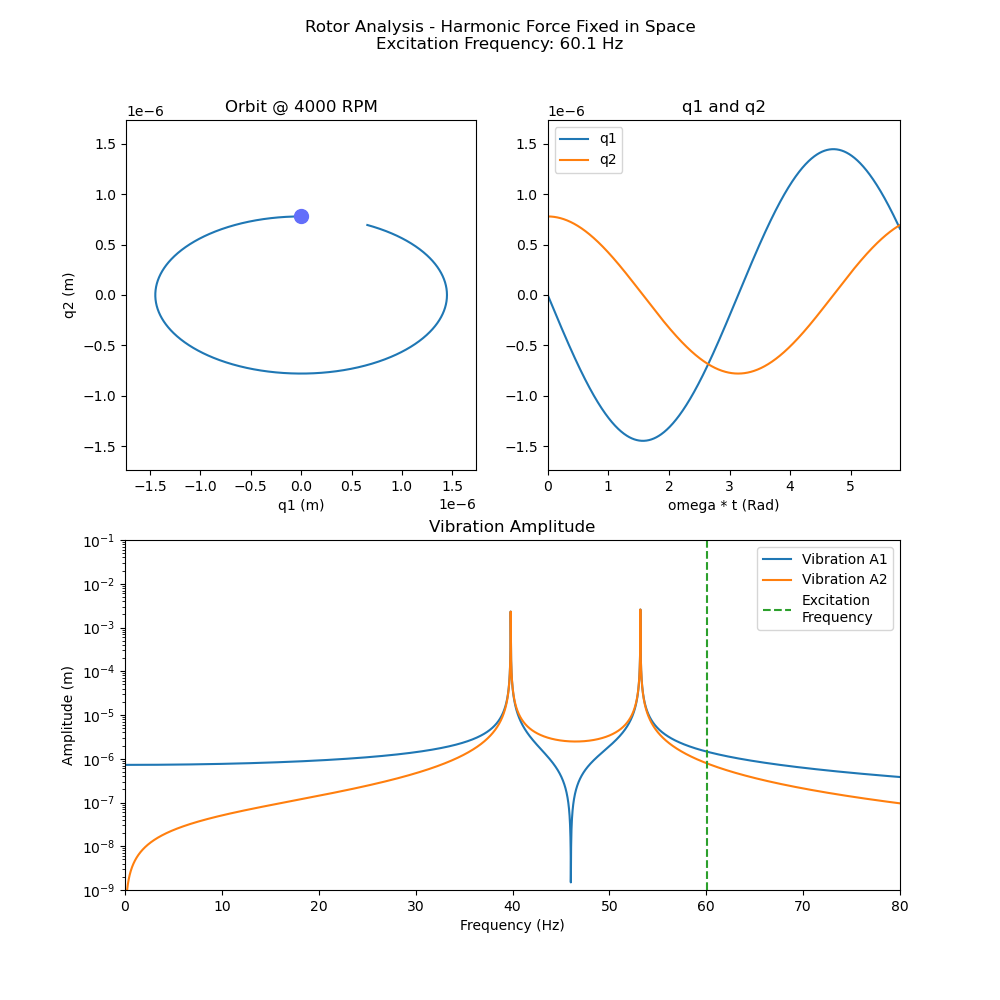 Rotor Analysis - Harmonic Force Fixed in Space
Excitation Frequency: 60.1 Hz
Orbit @ 4000 RPM
1e−6
1.5
1.0
0.5
0.0
−0.5
−1.0
−1.5
q2 (m)
−1.5 −1.0 −0.5 0.0 0.5 1.0 1.5
q1 (m)
1e−6
q1 and q2
1e−6
q1
q2
1.5
1.0
0.5
0.0
−0.5
−1.0
−1.5
0 1 2 3 4 5
omega * t (Rad)
Vibration Amplitude
Vibration A1
Vibration A2
Excitation
Frequency
10⁻¹
10⁻²
10⁻³
10⁻⁴
10⁻⁵
10⁻⁶
10⁻⁷
10⁻⁸
10⁻⁹
Amplitude (m)
0 10 20 30 40 50 60 70 80
Frequency (Hz)